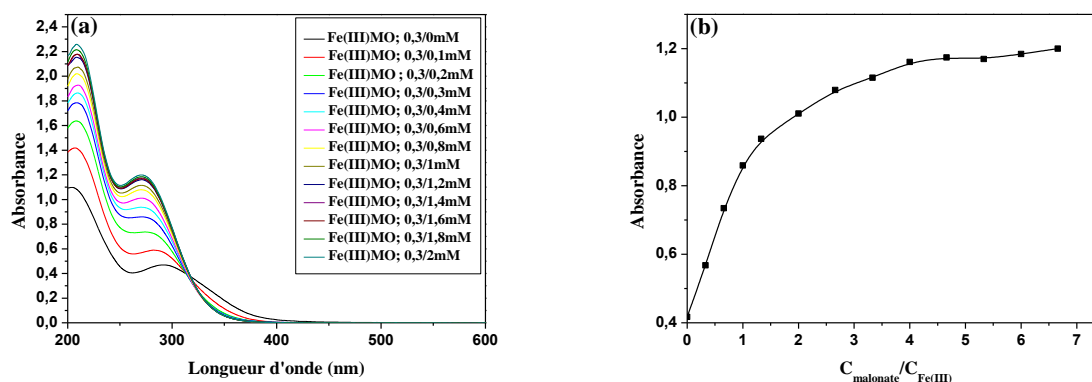 (a)
2,4
2,2
2,0
1,8
1,6
1,4
1,2
1,0
0,8
0,6
0,4
0,2
0,0
Absorbance
200 300 400 500 600
Longueur d'onde (nm)
Fe(III)MO; 0,3/0mM
Fe(III)MO; 0,3/0,1mM
Fe(III)MO ; 0,3/0,2mM
Fe(III)MO; 0,3/0,3mM
Fe(III)MO; 0,3/0,4mM
Fe(III)MO; 0,3/0,6mM
Fe(III)MO; 0,3/0,8mM
Fe(III)MO; 0.3/1mM
Fe(III)MO; 0,3/1,2mM
Fe(III)MO; 0,3/1,4mM
Fe(III)MO; 0,3/1,6mM
Fe(III)MO; 0,3/1,8mM
Fe(III)MO; 0,3/2mM
(b)
1,2
1,0
0,8
0,6
0,4
Absorbance
0 1 2 3 4 5 6 7
C malonate/C Fe(III)